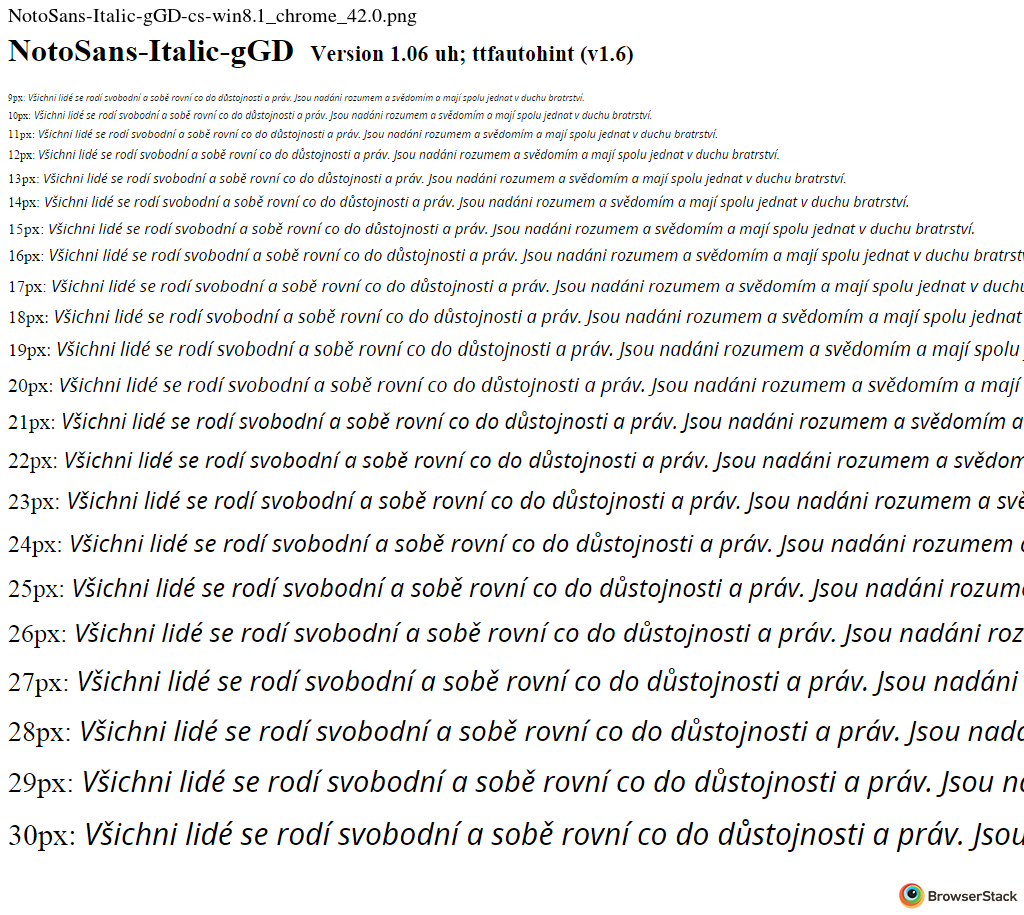 NotoSans-Italic-gGD-cs-win8.1_chrome_42.0.png
NotoSans-Italic-gGD Version 1.06 uh; ttfautohint (v1.6)
9px: Všichni lidé se rodí svobodní a sobě rovní co do důstojnosti a práv. Jsou nadáni rozumem a svědomím a mají spolu jednat v duchu bratrství.
10px: Všichni lidé se rodí svobodní a sobě rovní co do důstojnosti a práv. Jsou nadáni rozumem a svědomím a mají spolu jednat v duchu bratrství.
11px: Všichni lidé se rodí svobodní a sobě rovní co do důstojnosti a práv. Jsou nadáni rozumem a svědomím a mají spolu jednat v duchu bratrství.
12px: Všichni lidé se rodí svobodní a sobě rovní co do důstojnosti a práv. Jsou nadáni rozumem a svědomím a mají spolu jednat v duchu bratrství.
13px: Všichni lidé se rodí svobodní a sobě rovní co do důstojnosti a práv. Jsou nadáni rozumem a svědomím a mají spolu jednat v duchu bratrství.
14px: Všichni lidé se rodí svobodní a sobě rovní co do důstojnosti a práv. Jsou nadáni rozumem a svědomím a mají spolu jednat v duchu bratrství.
15px: Všichni lidé se rodí svobodní a sobě rovní co do důstojnosti a práv. Jsou nadáni rozumem a svědomím a mají spolu jednat v duchu bratrství.
16px: Všichni lidé se rodí svobodní a sobě rovní co do důstojnosti a práv. Jsou nadáni rozumem a svědomím a mají spolu jednat v duchu bratrstv
17px: Všichni lidé se rodí svobodní a sobě rovní co do důstojnosti a práv. Jsou nadáni rozumem a svědomím a mají spolu jednat v duchu
18px: Všichni lidé se rodí svobodní a sobě rovní co do důstojnosti a práv. Jsou nadáni rozumem a svědomím a mají spolu jednat
19px: Všichni lidé se rodí svobodní a sobě rovní co do důstojnosti a práv. Jsou nadáni rozumem a svědomím a mají spolu
20px: Všichni lidé se rodí svobodní a sobě rovní co do důstojnosti a práv. Jsou nadáni rozumem a svědomím a mají
21px: Všichni lidé se rodí svobodní a sobě rovní co do důstojnosti a práv. Jsou nadáni rozumem a svědomím a
22px: Všichni lidé se rodí svobodní a sobě rovní co do důstojnosti a práv. Jsou nadáni rozumem a svědom
23px: Všichni lidé se rodí svobodní a sobě rovní co do důstojnosti a práv. Jsou nadáni rozumem a svě
24px: Všichni lidé se rodí svobodní a sobě rovní co do důstojnosti a práv. Jsou nadáni rozumem a
25px: Všichni lidé se rodí svobodní a sobě rovní co do důstojnosti a práv. Jsou nadáni rozum
26px: Všichni lidé se rodí svobodní a sobě rovní co do důstojnosti a práv. Jsou nadáni roz
27px: Všichni lidé se rodí svobodní a sobě rovní co do důstojnosti a práv. Jsou nadáni
28px: Všichni lidé se rodí svobodní a sobě rovní co do důstojnosti a práv. Jsou nadá
29px: Všichni lidé se rodí svobodní a sobě rovní co do důstojnosti a práv. Jsou na
30px: Všichni lidé se rodí svobodní a sobě rovní co do důstojnosti a práv. Jsou
BrowserStack